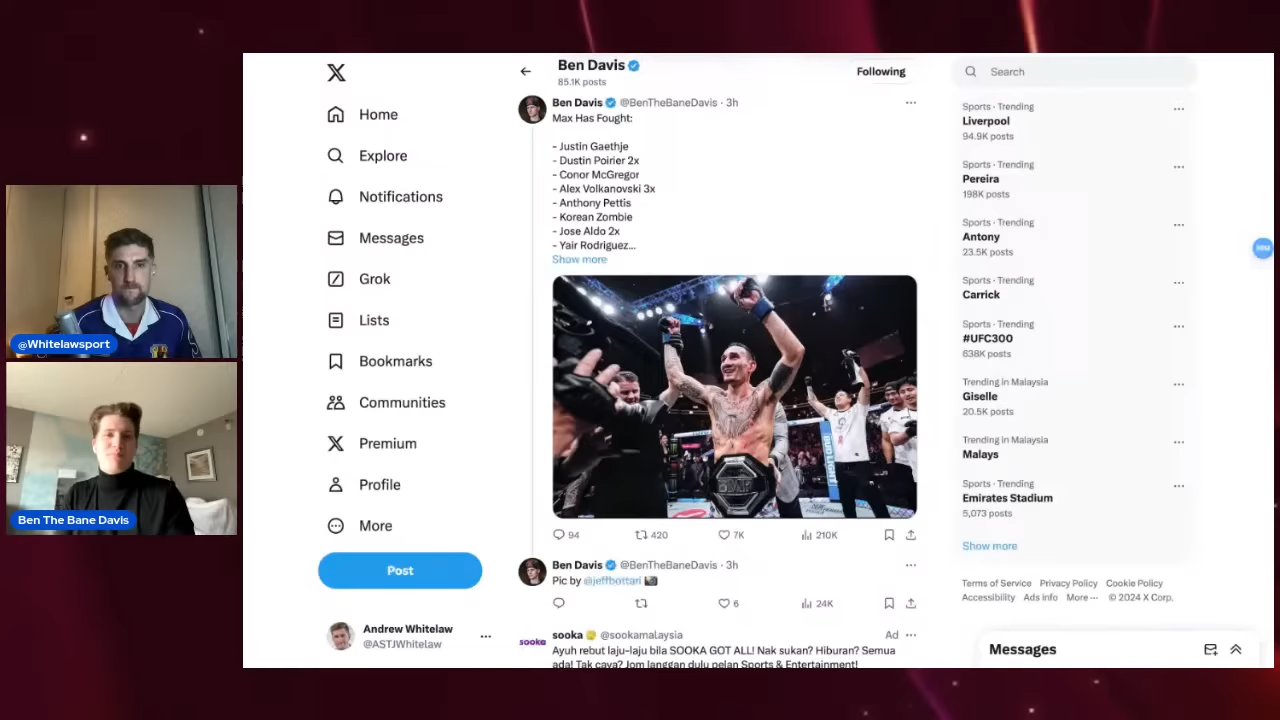 @Whitelawsport
Ben The Bane Davis
Home
Explore
Notifications
Messages
Grok
Lists
Bookmarks
Communities
Premium
Profile
More
Post
Andrew Whitelaw
@ASTJWhitelaw
Ben Davis
85.1K posts
Following
Ben Davis @BenTheBaneDavis · 3h
Max Has Fought:
- Justin Gaethje
- Dustin Poirier 2x
- Conor McGregor
- Alex Volkanovski 3x
- Anthony Pettis
- Korean Zombie
- Jose Aldo 2x
- Yair Rodriguez...
Show more
BUD LIGHT
BMF
94 420 7K 210K
Ben Davis @BenTheBaneDavis · 3h
Pic by @jeffbottari
6 24K
sooka
sooka @sookamalaysia Ad
Ayuh rebut laju-laju bila SOOKA GOT ALL! Nak sukan? Hiburan? Semua
ada! Tak caya? Jom langgan dulu pelan Sports & Entertainment!
Search
Sports · Trending
Liverpool
94.9K posts
Sports · Trending
Pereira
198K posts
Sports · Trending
Antony
23.5K posts
Sports · Trending
Carrick
Sports · Trending
#UFC300
638K posts
Trending in Malaysia
Giselle
20.5K posts
Trending in Malaysia
Malays
Sports · Trending
Emirates Stadium
5,073 posts
Show more
Terms of Service Privacy Policy Cookie Policy
Accessibility Ads info More ··· © 2024 X Corp.
Messages